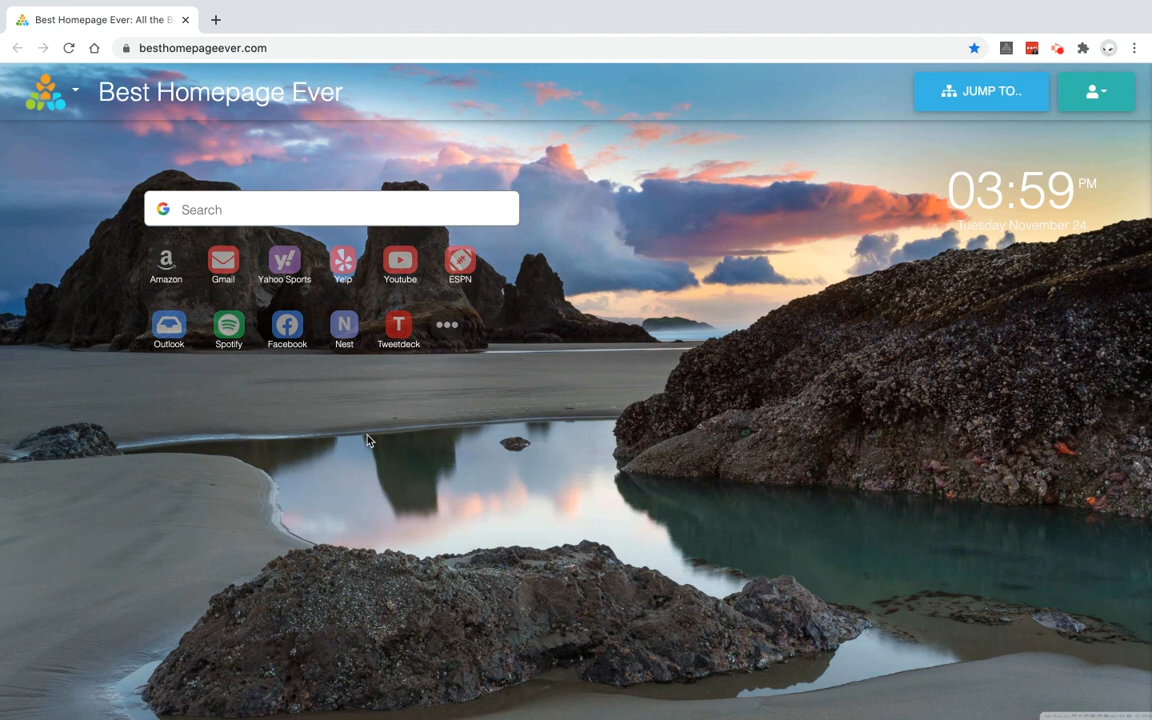 Best Homepage Ever: All the B
besthomepageever.com
Best Homepage Ever
JUMP TO..
03:59 PM
Tuesday November 24
Search
Amazon
Gmail
Yahoo Sports
Yelp
Youtube
ESPN
Outlook
Spotify
Facebook
N
Nest
T
Tweetdeck